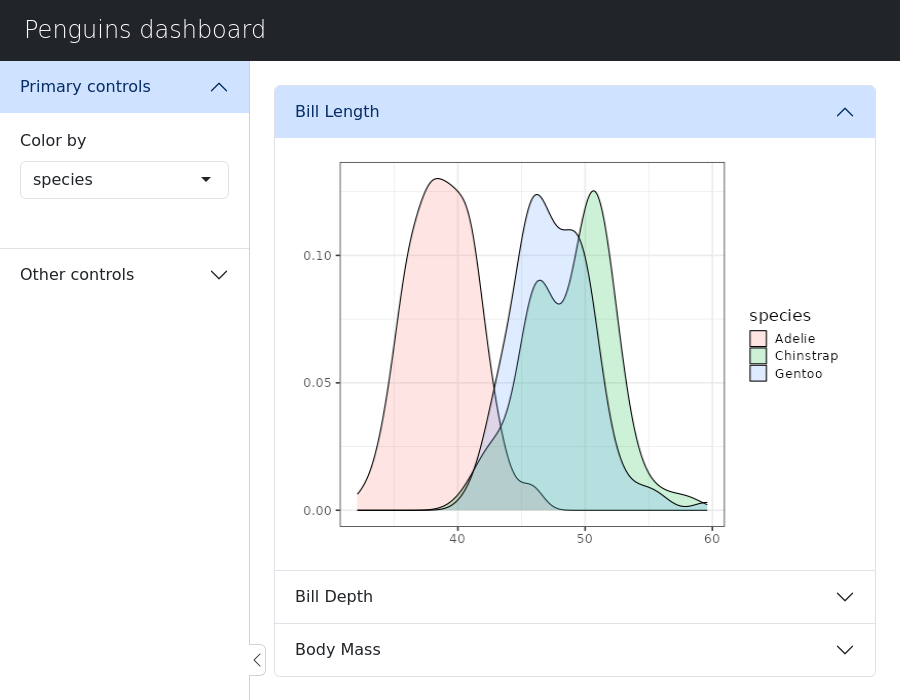 Penguins dashboard
Primary controls
Color by
species
Other controls
Bill Length
0.10
0.05
0.00
40 50 60
species
Adelie
Chinstrap
Gentoo
Bill Depth
Body Mass